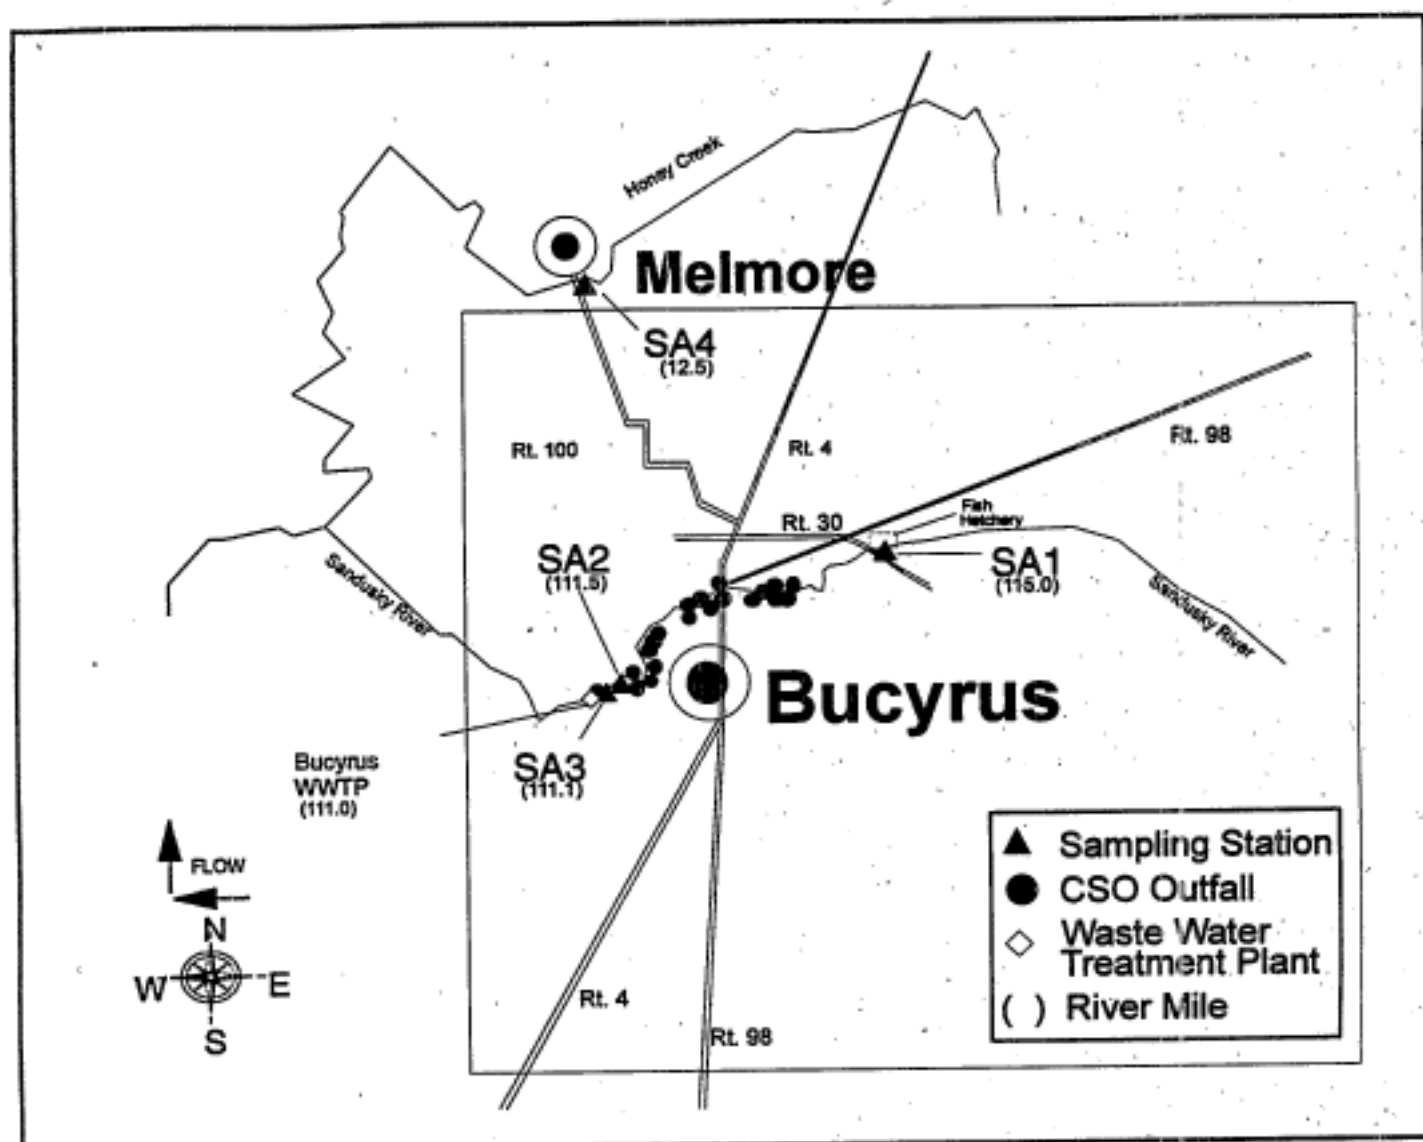 Honey Creek
Melmore
SA4
(12.5)
Rt. 100
Rt. 4
Rt. 98
Rt. 30
Fish
Hetchery
SA2
(111.5)
SA1
(115.0)
Sandusky River
Sandusky River
Bucyrus
SA3
(111.1)
Bucyrus
WWTP
(111.0)
FLOW
N
W E
S
Rt. 4
Rt. 98
Sampling Station
CSO Outfall
Waste Water
Treatment Plant
( ) River Mile